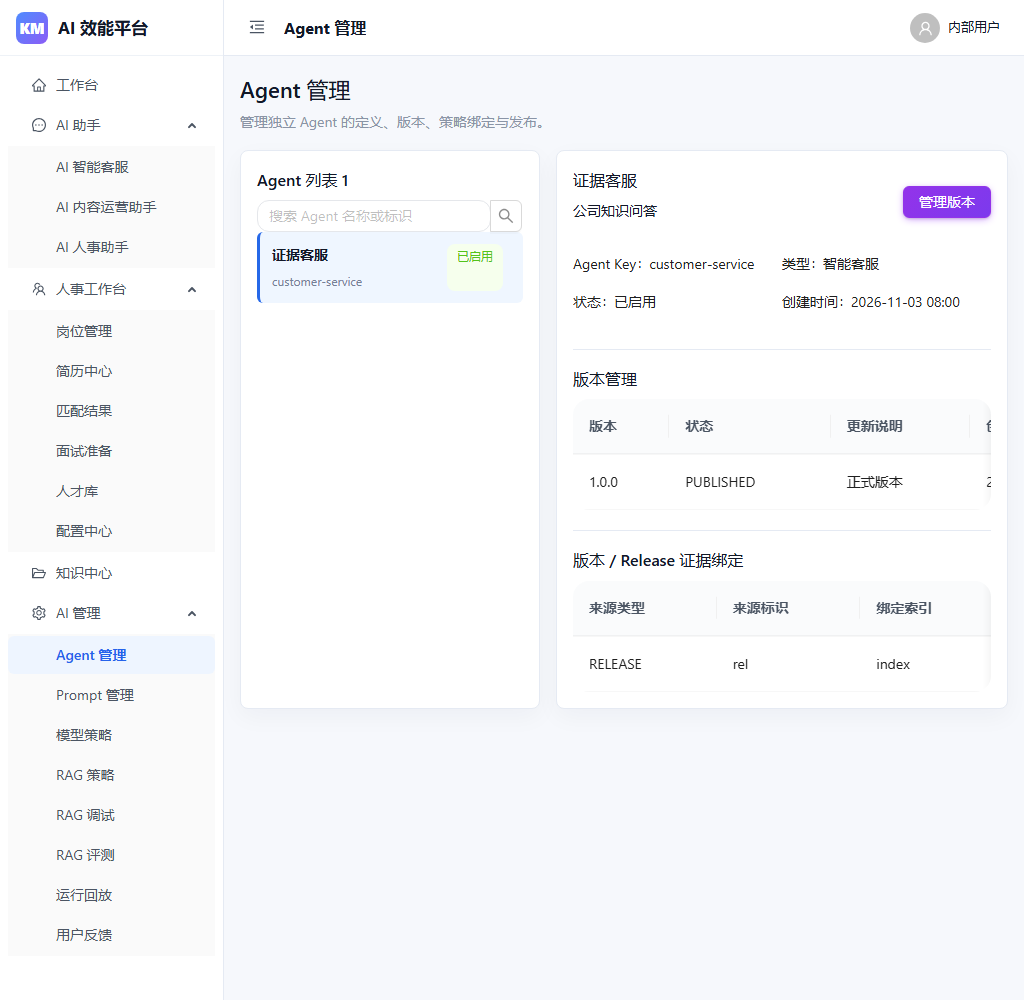 KM AI 效能平台
Agent 管理
内部用户
工作台
AI 助手
AI 智能客服
AI 内容运营助手
AI 人事助手
人事工作台
岗位管理
简历中心
匹配结果
面试准备
人才库
配置中心
知识中心
AI 管理
Agent 管理
Prompt 管理
模型策略
RAG 策略
RAG 调试
RAG 评测
运行回放
用户反馈
Agent 管理
管理独立 Agent 的定义、版本、策略绑定与发布。
Agent 列表 1
搜索 Agent 名称或标识
证据客服
已启用
customer-service
证据客服
公司知识问答
管理版本
Agent Key：customer-service
类型：智能客服
状态：已启用
创建时间：2026-11-03 08:00
版本管理
版本 状态 更新说明
1.0.0 PUBLISHED 正式版本
版本 / Release 证据绑定
来源类型 来源标识 绑定索引
RELEASE rel index